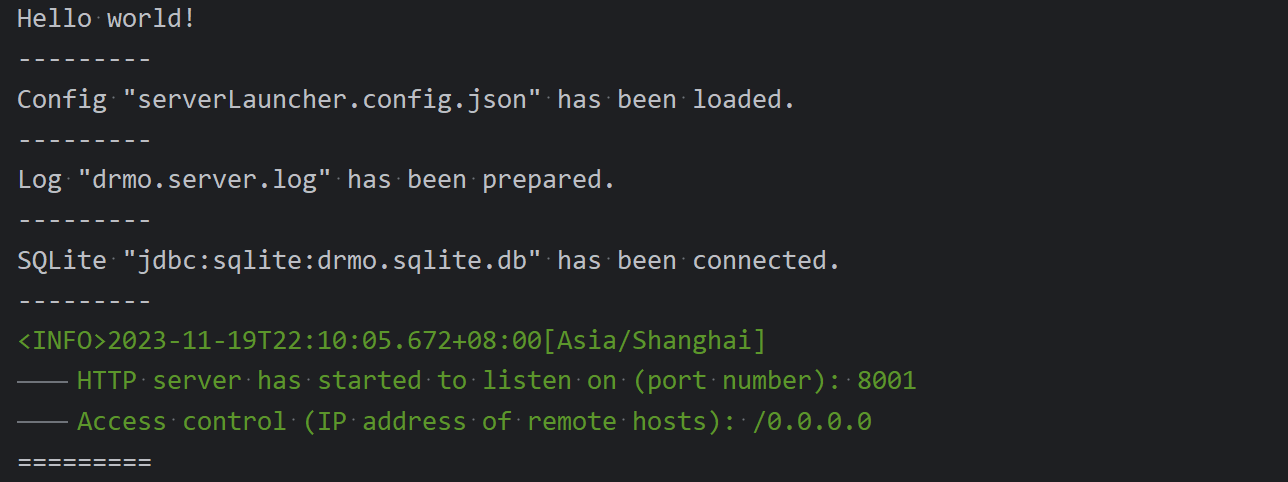 Hello world!
---------
Config "serverLauncher.config.json" has been loaded.
---------
Log "drmo.server.log" has been prepared.
---------
SQLite "jdbc:sqlite:drmo.sqlite.db" has been connected.
---------
<INFO>2023-11-19T22:10:05.672+08:00[Asia/Shanghai]
—— HTTP server has started to listen on (port number): 8001
—— Access control (IP address of remote hosts): /0.0.0.0
=========